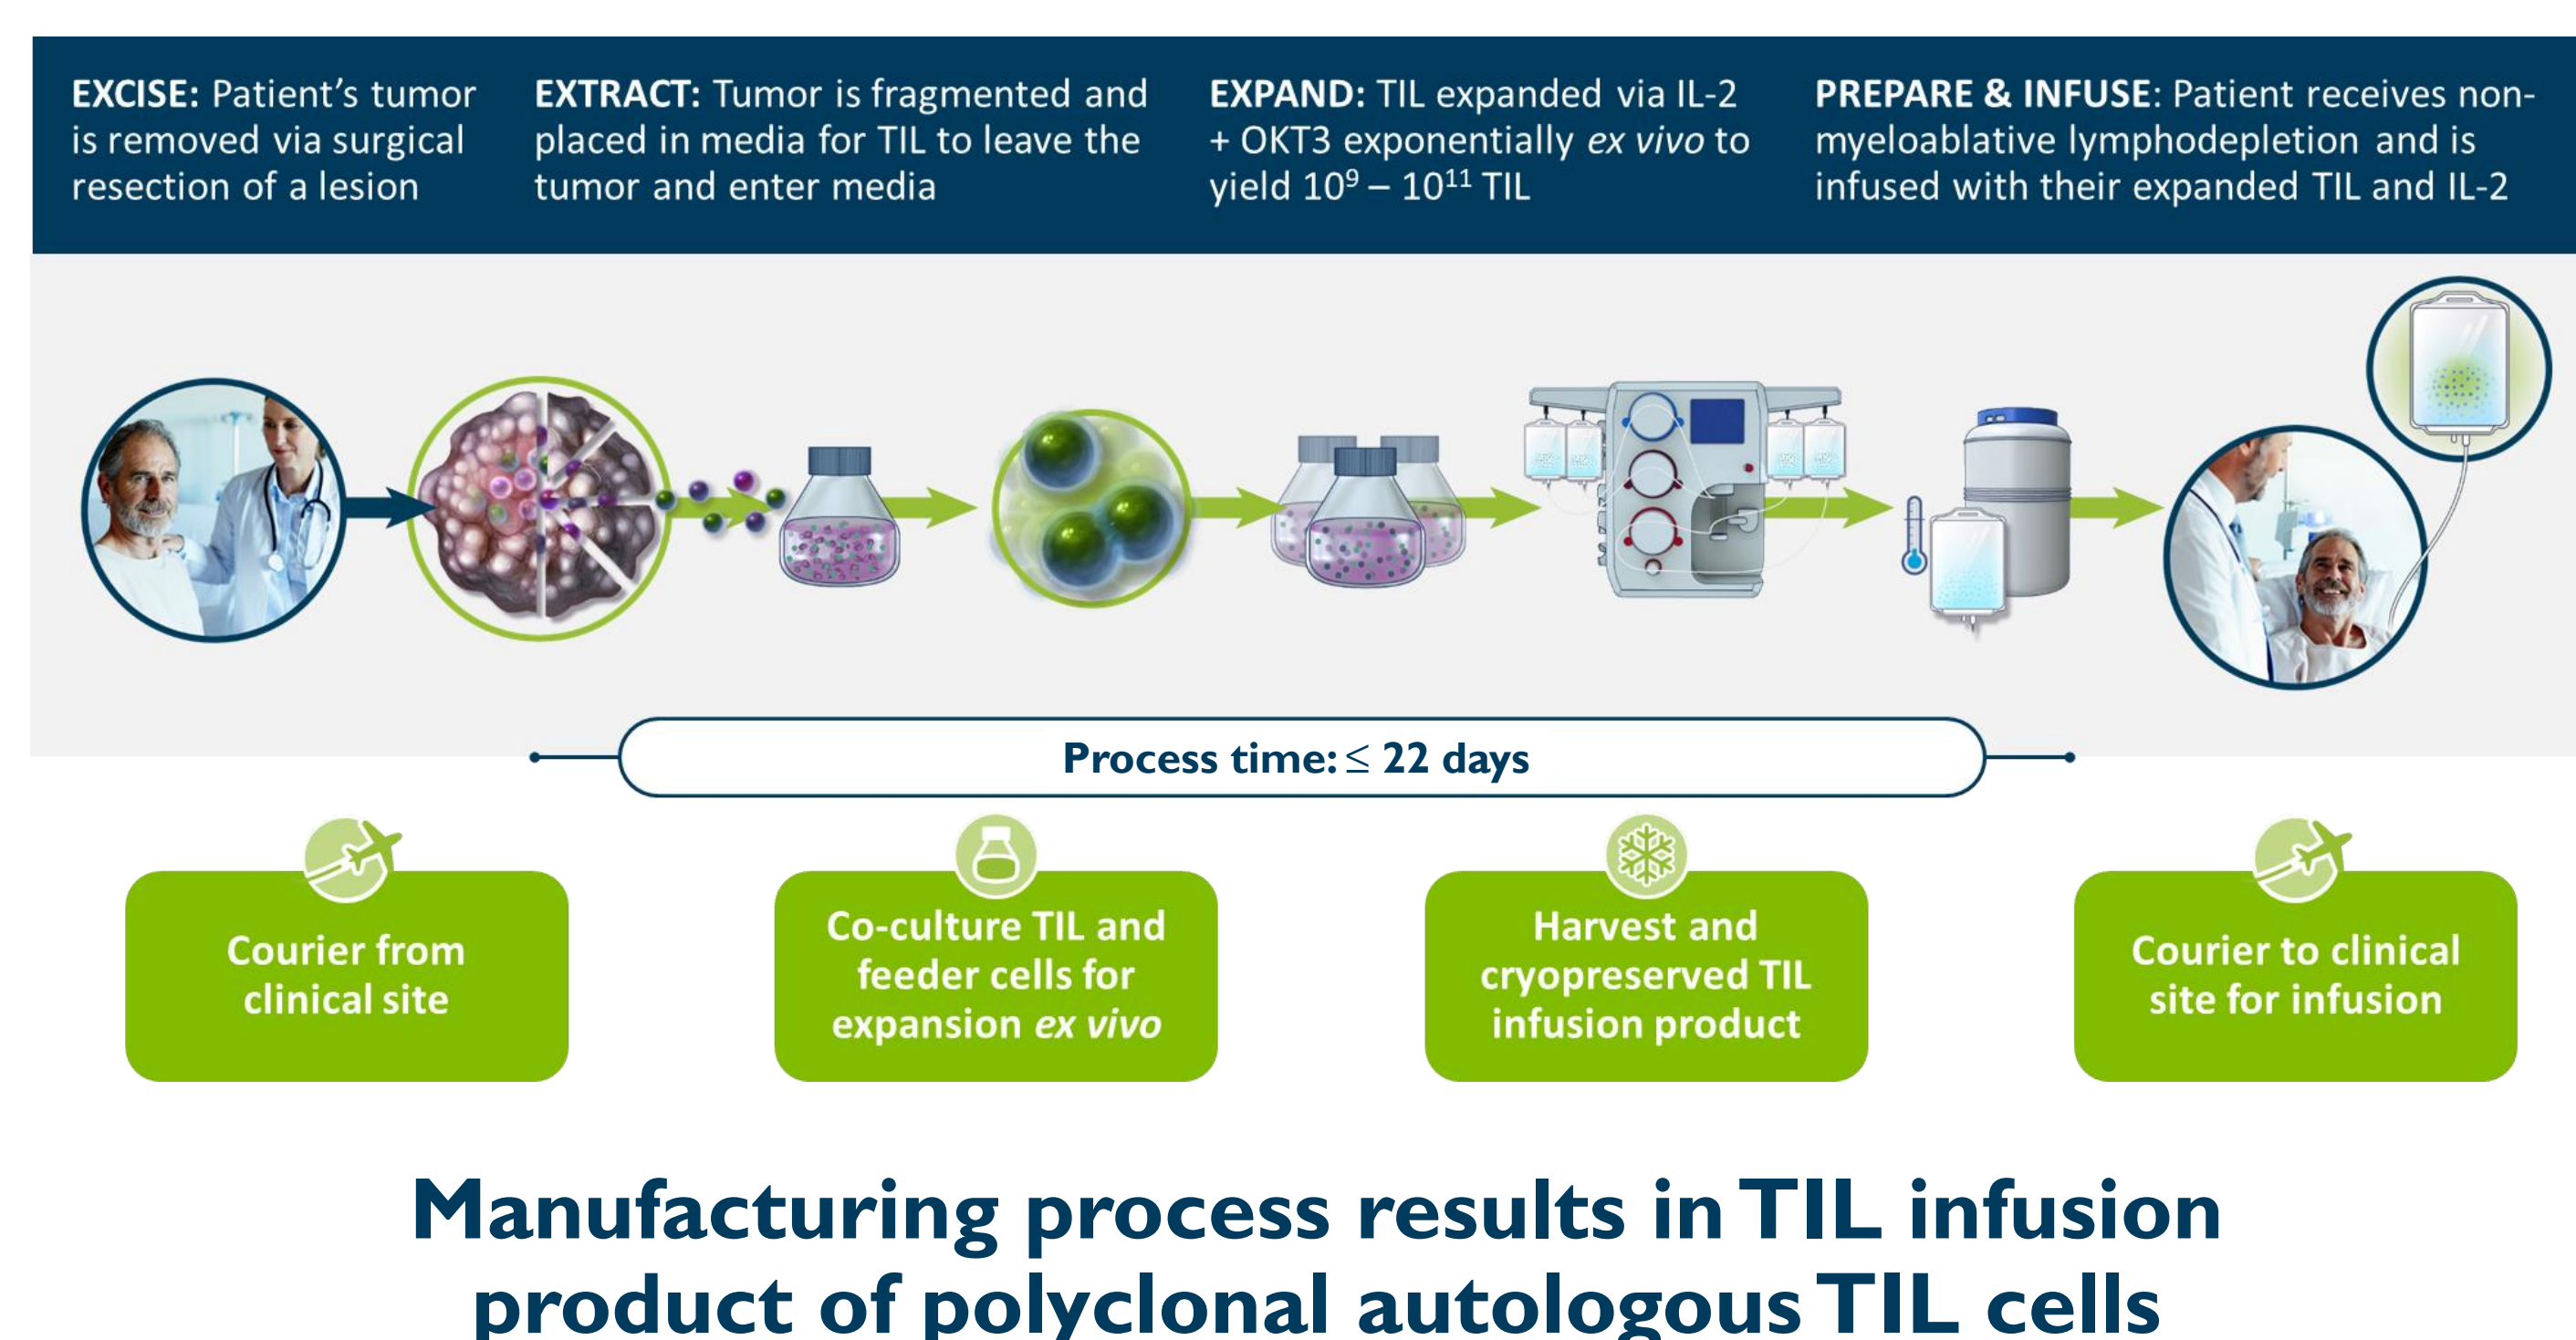 EXCISE: Patient’s tumor
is removed via surgical
resection of a lesion
EXTRACT: Tumor is fragmented and
placed in media for TIL to leave the
tumor and enter media
EXPAND: TIL expanded via IL-2
+ OKT3 exponentially ex vivo to
yield 10⁹ – 10¹¹ TIL
PREPARE & INFUSE: Patient receives non-
myeloablative lymphodepletion and is
infused with their expanded TIL and IL-2
Process time: ≤ 22 days
Courier from
clinical site
Co-culture TIL and
feeder cells for
expansion ex vivo
Harvest and
cryopreserved TIL
infusion product
Courier to clinical
site for infusion
Manufacturing process results in TIL infusion
product of polyclonal autologous TIL cells